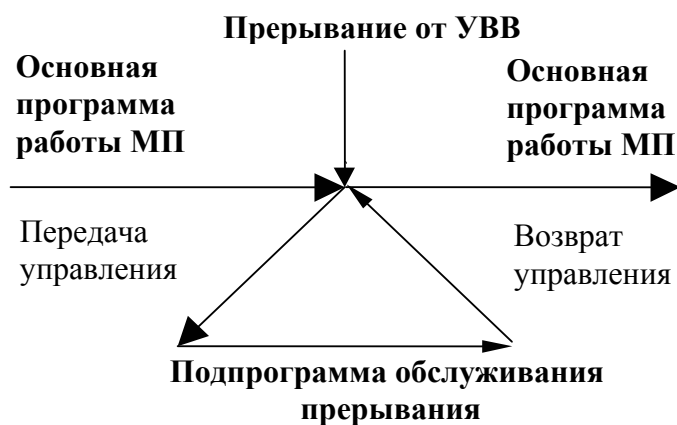 Прерывание от УВВ
Основная
программа
работы МП
Основная
программа
работы МП
Передача
управления
Возврат
управления
Подпрограмма обслуживания
прерывания